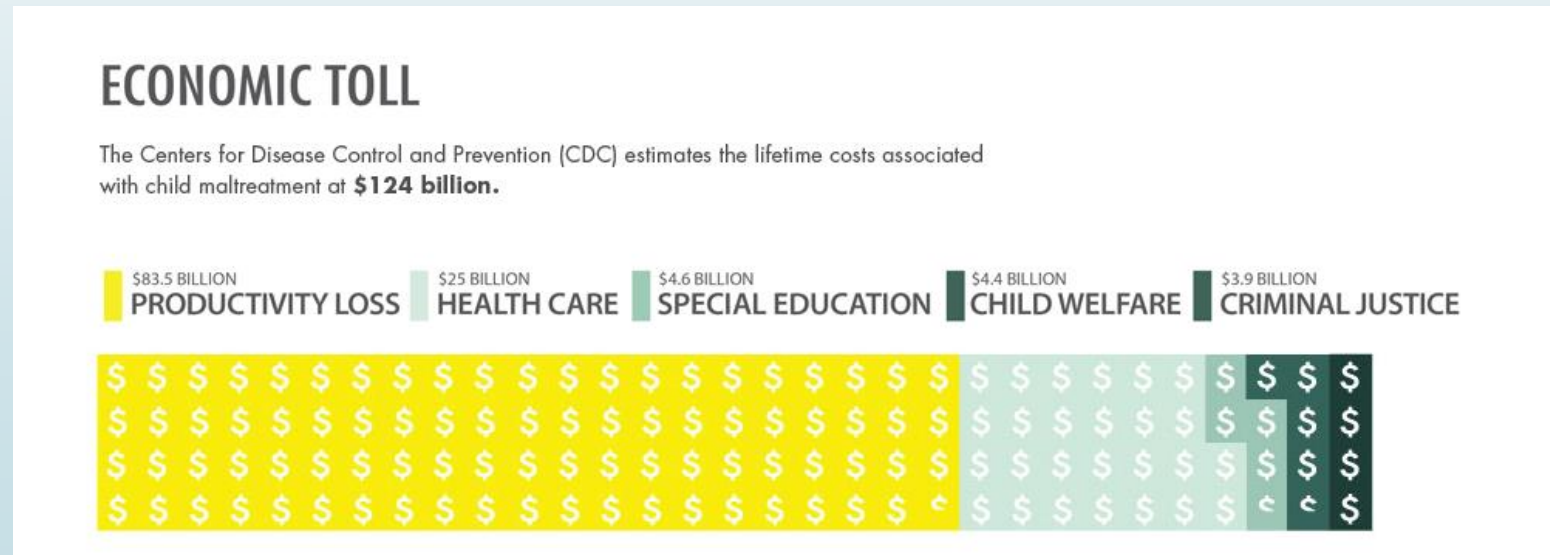 ECONOMIC TOLL
The Centers for Disease Control and Prevention (CDC) estimates the lifetime costs associated
with child maltreatment at $124 billion.
$83.5 BILLION
PRODUCTIVITY LOSS
$25 BILLION
HEALTH CARE
$4.6 BILLION
SPECIAL EDUCATION
$4.4 BILLION
CHILD WELFARE
$3.9 BILLION
CRIMINAL JUSTICE